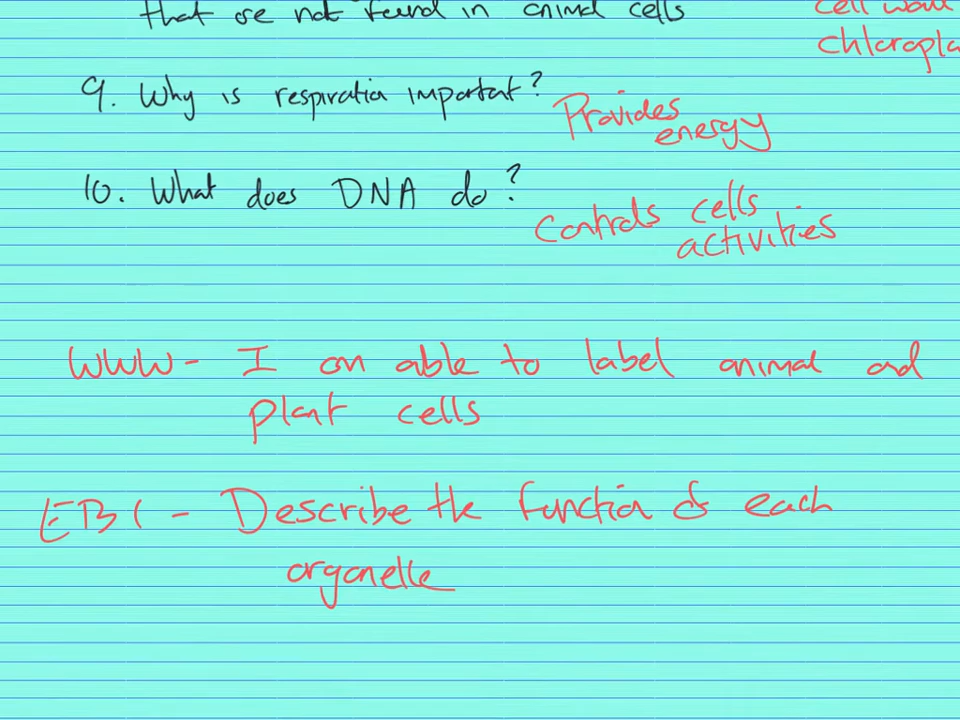 that are not found in animal cells
cell wall
chloropla
9. Why is respiration important?
Provides
energy
10. What does DNA do?
Controls cells
activities
WWW - I am able to label animal and
plant cells
EBI - Describe the function of each
organelle